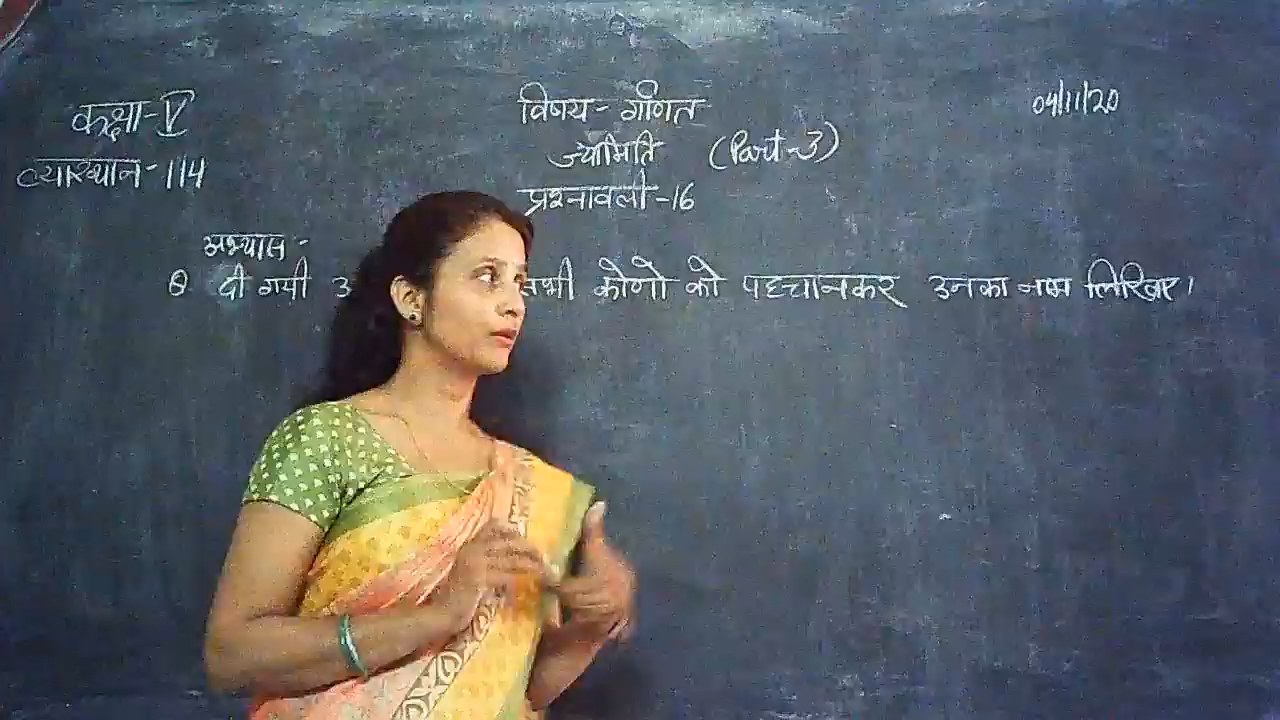 कक्षा-V
विषय- गणित
04/11/20
व्याख्यान-114
ज्यामिति (Part-3)
प्रश्नावली-16
अभ्यास:-
θ दी गयी सभी कोणो को पहचानकर उनका नाम लिखिए।